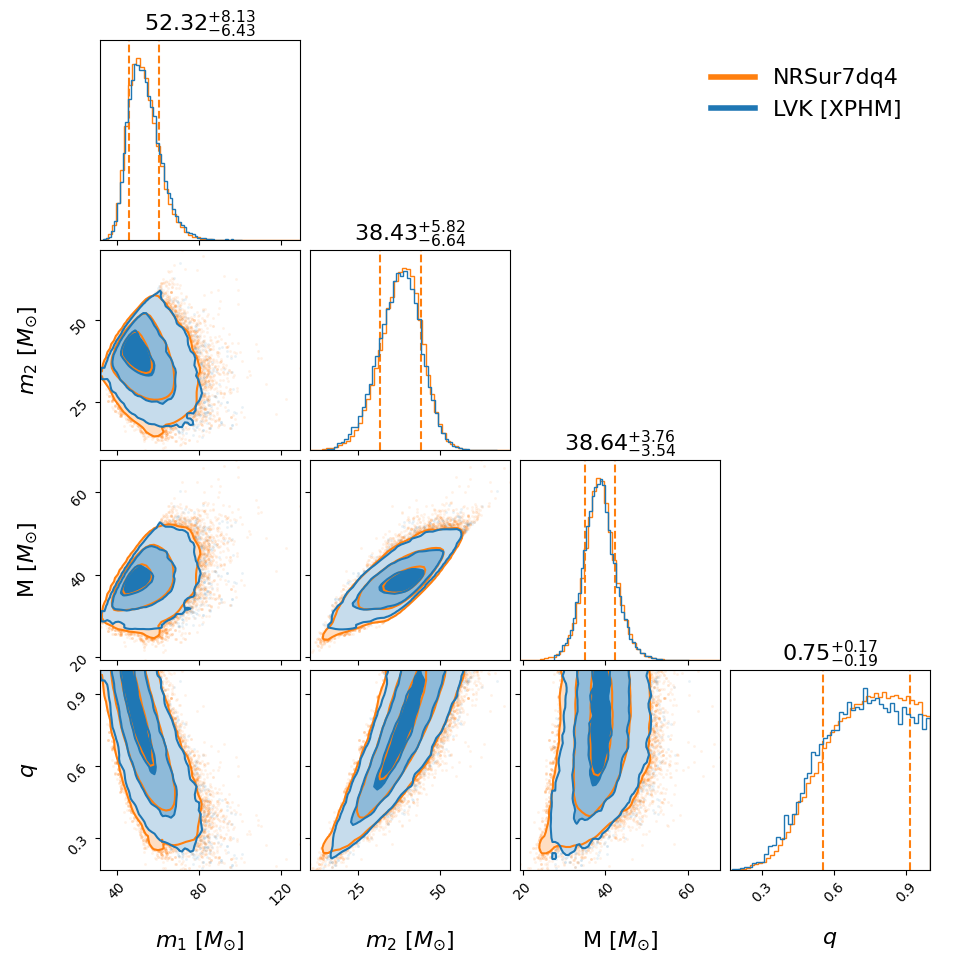 52.32+8.13−6.43
NRSur7dq4
LVK [XPHM]
38.43+5.82−6.64
m2 [M⊙]
50
25
38.64+3.76−3.54
M [M⊙]
60
40
20
0.75+0.17−0.19
q
0.9
0.6
0.3
40 80 120 25 50 20 40 60 0.3 0.6 0.9
m1 [M⊙] m2 [M⊙] M [M⊙] q